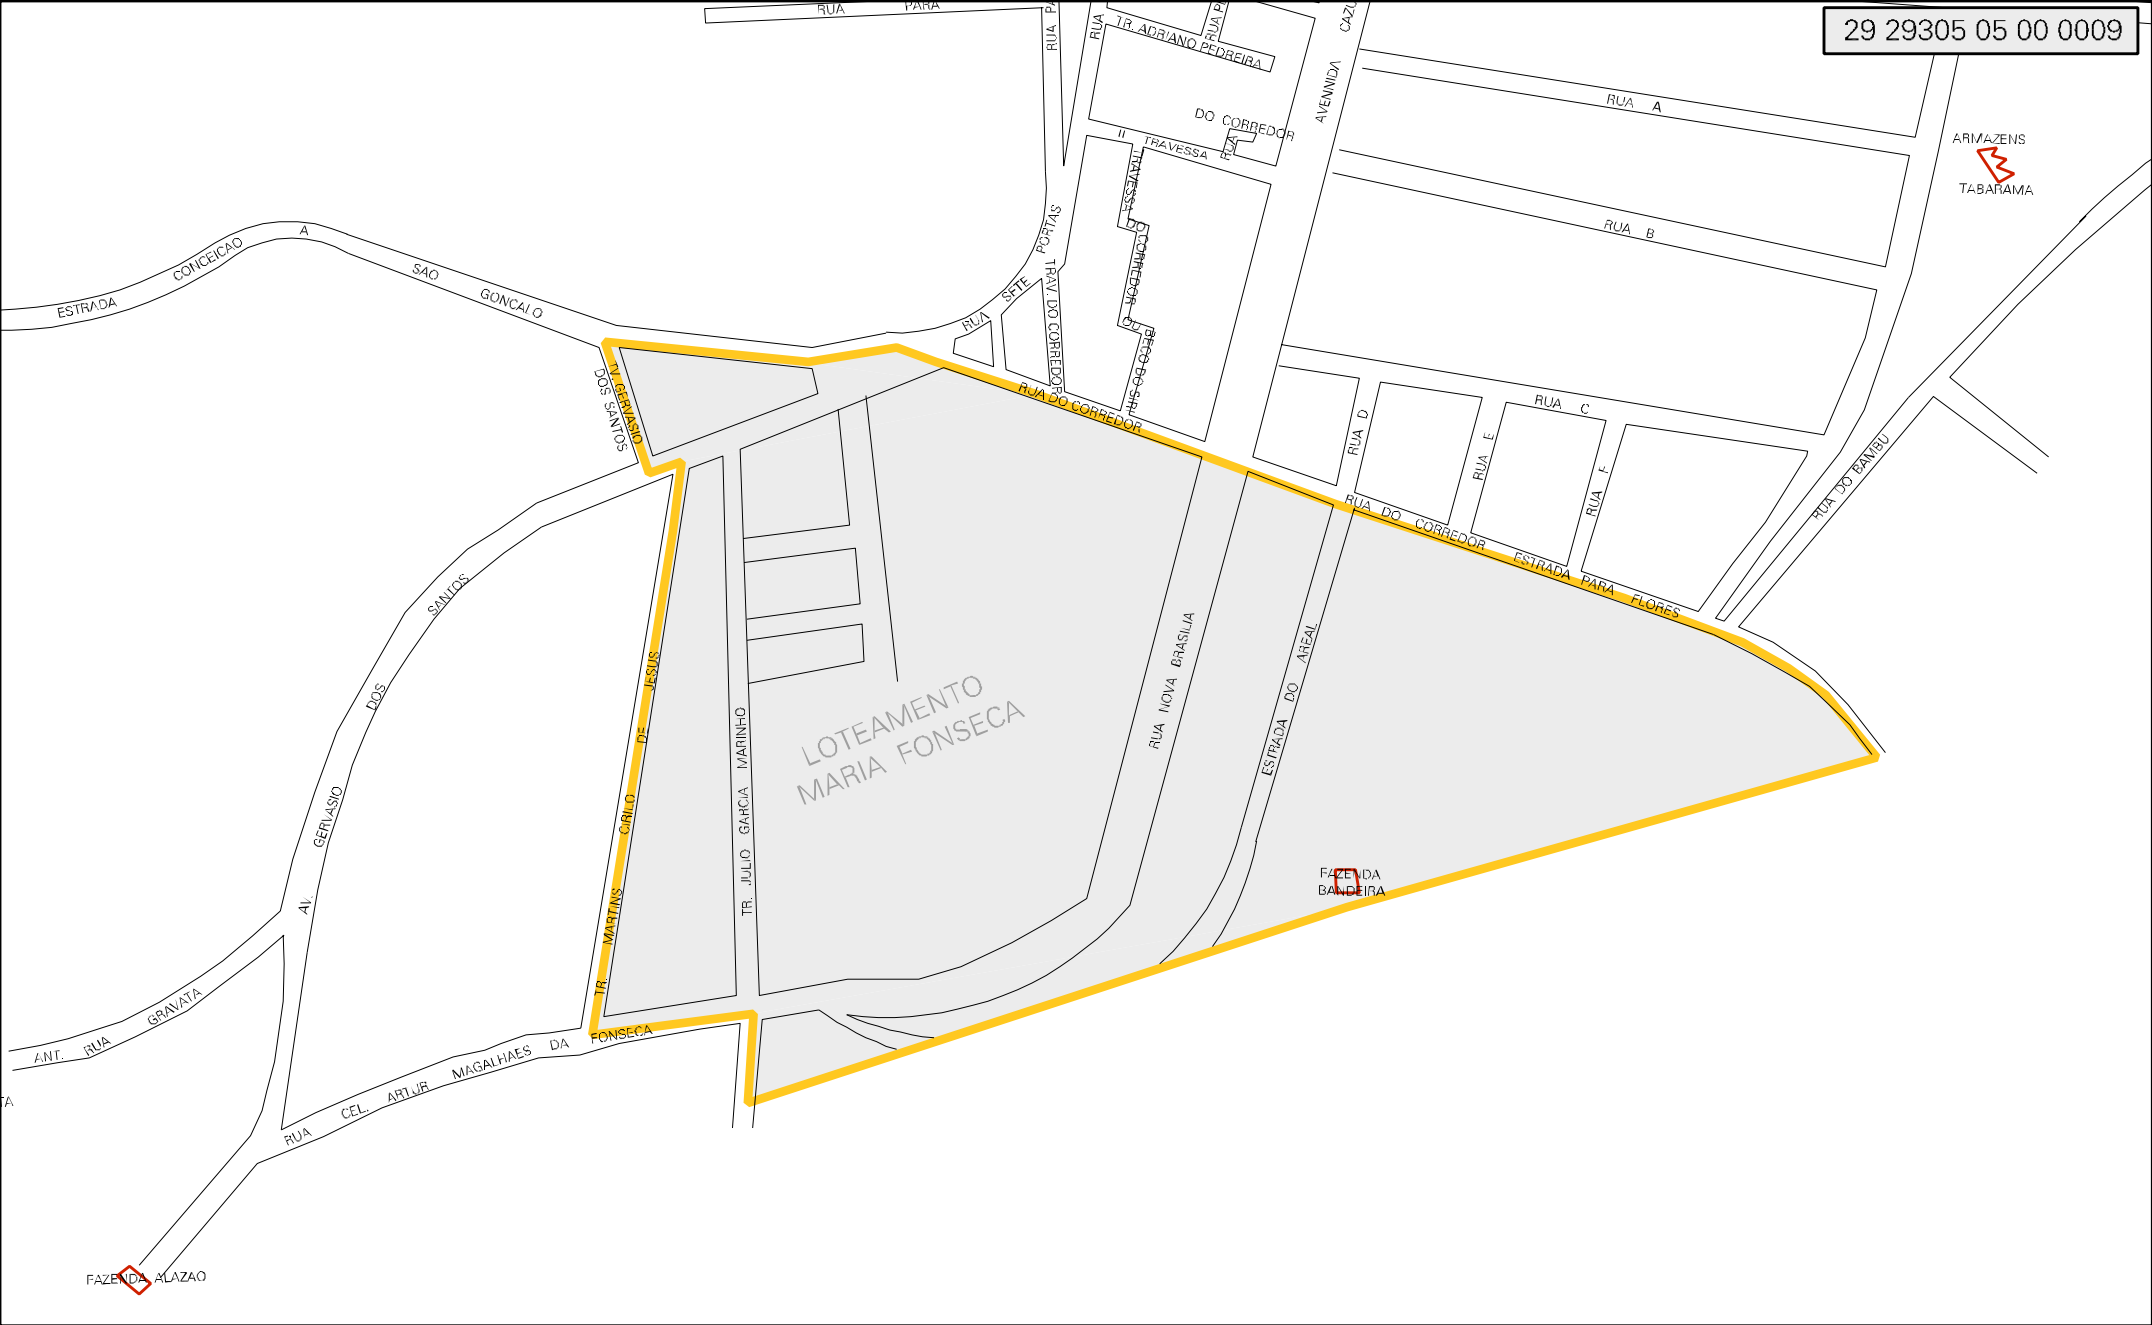 RUA PARA
RUA
TR. ADRIANO PEDREIRA
RUA
AVENNIDA
29 29305 05 00 0009
RUA A
ARMAZENS
TABARAMA
DO CORREDOR
RUA
II TRAVESSA
TRAVESSA DO CORREDOR OU BECO DO SIRI
RUA B
ESTRADA CONCEICAO A SAO GONCALO
RUA SETE PORTAS
TRAV. DO CORREDOR
TV. GERVASIO
DOS SANTOS
RUA DO CORREDOR
RUA C
RUA D
RUA E
RUA F
RUA DO BAMBU
RUA DO CORREDOR
ESTRADA PARA FLORES
AV. GERVASIO DOS SANTOS
TR. MARTINS CIRILO DE JESUS
TR. JULIO GARCIA MARINHO
LOTEAMENTO
MARIA FONSECA
RUA NOVA BRASILIA
ESTRADA DO AREAL
FAZENDA
BANDEIRA
ANT. RUA GRAVATA
RUA CEL. ARTUR MAGALHAES DA FONSECA
TA
FAZENDA ALAZAO